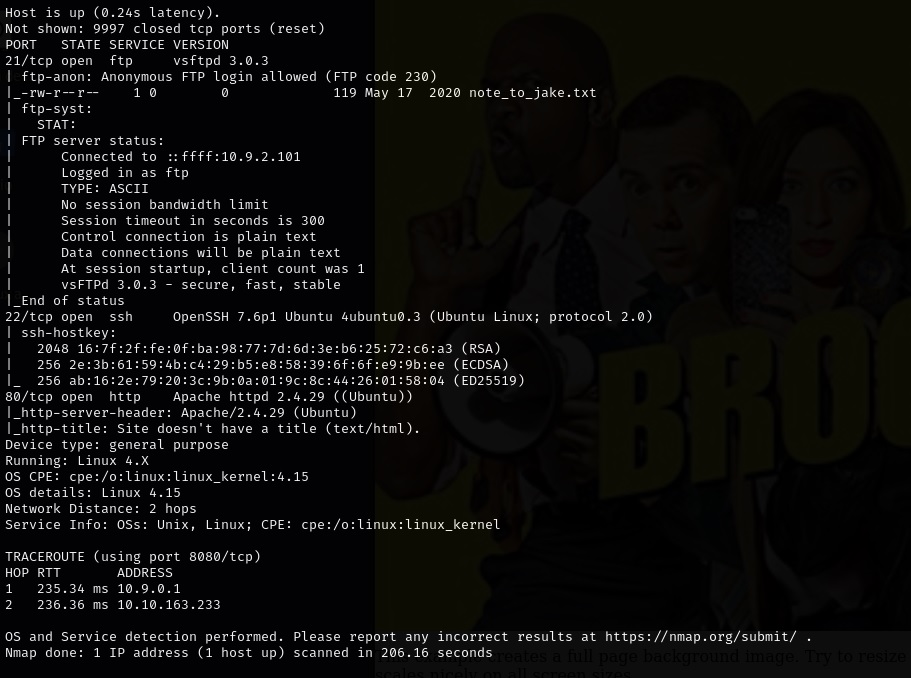 Host is up (0.24s latency).
Not shown: 9997 closed tcp ports (reset)
PORT   STATE SERVICE VERSION
21/tcp open  ftp     vsftpd 3.0.3
| ftp-anon: Anonymous FTP login allowed (FTP code 230)
|_-rw-r--r--    1 0        0             119 May 17  2020 note_to_jake.txt
| ftp-syst:
|   STAT:
| FTP server status:
|      Connected to ::ffff:10.9.2.101
|      Logged in as ftp
|      TYPE: ASCII
|      No session bandwidth limit
|      Session timeout in seconds is 300
|      Control connection is plain text
|      Data connections will be plain text
|      At session startup, client count was 1
|      vsFTPd 3.0.3 - secure, fast, stable
|_End of status
22/tcp open  ssh     OpenSSH 7.6p1 Ubuntu 4ubuntu0.3 (Ubuntu Linux; protocol 2.0)
| ssh-hostkey:
|   2048 16:7f:2f:fe:0f:ba:98:77:7d:6d:3e:b6:25:72:c6:a3 (RSA)
|   256 2e:3b:61:59:4b:c4:29:b5:e8:58:39:6f:6f:e9:9b:ee (ECDSA)
|_  256 ab:16:2e:79:20:3c:9b:0a:01:9c:8c:44:26:01:58:04 (ED25519)
80/tcp open  http    Apache httpd 2.4.29 ((Ubuntu))
|_http-server-header: Apache/2.4.29 (Ubuntu)
|_http-title: Site doesn't have a title (text/html).
Device type: general purpose
Running: Linux 4.X
OS CPE: cpe:/o:linux:linux_kernel:4.15
OS details: Linux 4.15
Network Distance: 2 hops
Service Info: OSs: Unix, Linux; CPE: cpe:/o:linux:linux_kernel
BROO
TRACEROUTE (using port 8080/tcp)
HOP RTT       ADDRESS
1   235.34 ms 10.9.0.1
2   236.36 ms 10.10.163.233
OS and Service detection performed. Please report any incorrect results at https://nmap.org/submit/ .
Nmap done: 1 IP address (1 host up) scanned in 206.16 seconds
example creates a full page background image. Try to resize
scales nicely on all screen sizes